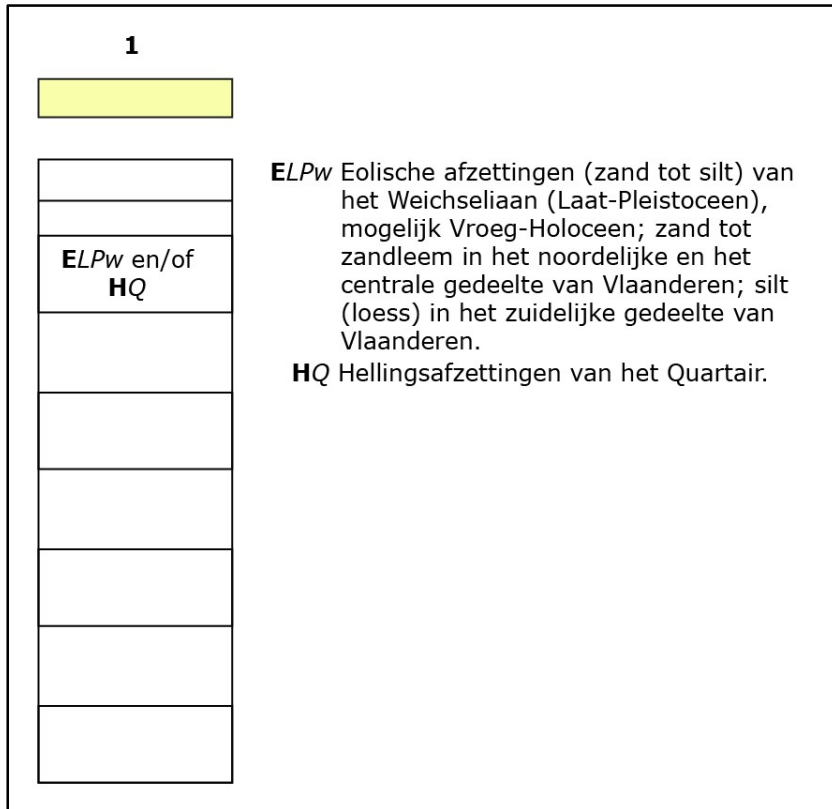 1
ELPw en/of
HQ
ELPw Eolische afzettingen (zand tot silt) van
het Weichseliaan (Laat-Pleistoceen),
mogelijk Vroeg-Holoceen; zand tot
zandleem in het noordelijke en het
centrale gedeelte van Vlaanderen; silt
(loess) in het zuidelijke gedeelte van
Vlaanderen.
HQ Hellingsafzettingen van het Quartair.